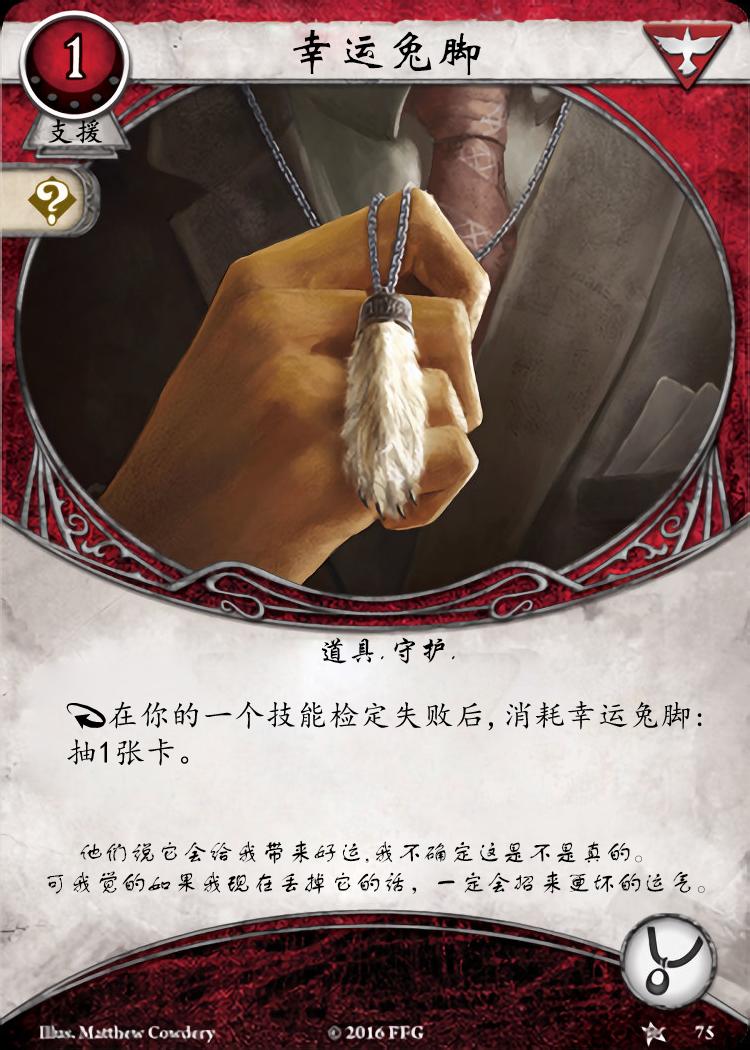 1
幸运兔脚
支援
?
道具.守护.
在你的一个技能检定失败后,消耗幸运兔脚:
抽1张卡。
他们说它会给我带来好运.我不确定这是不是真的。
可我觉的如果我现在丢掉它的话，一定会招来更坏的运气。
Illus. Matthew Cowdery
© 2016 FFG
75